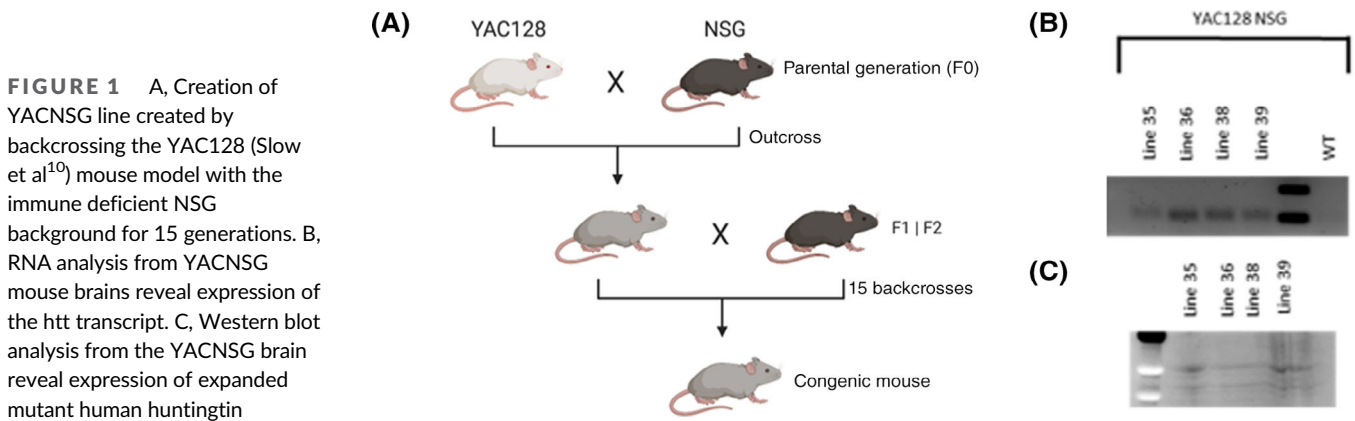 FIGURE 1 A, Creation of
YACNSG line created by
backcrossing the YAC128 (Slow
et al10) mouse model with the
immune deficient NSG
background for 15 generations. B,
RNA analysis from YACNSG
mouse brains reveal expression of
the htt transcript. C, Western blot
analysis from the YACNSG brain
reveal expression of expanded
mutant human huntingtin
(A)
YAC128
NSG
X
Parental generation (F0)
Outcross
X
F1 | F2
15 backcrosses
Congenic mouse
(B)
YAC128 NSG
Line 35
Line 36
Line 38
Line 39
WT
(C)
Line 35
Line 36
Line 38
Line 39